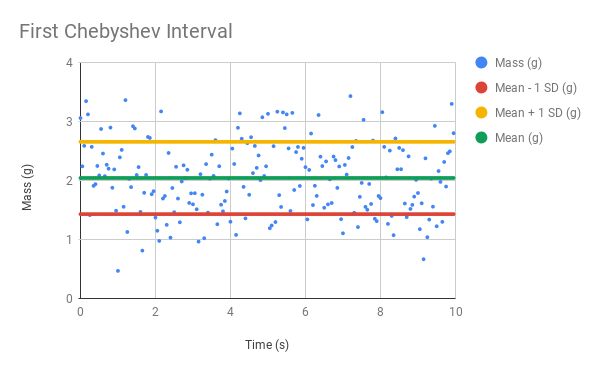 First Chebyshev Interval
Mass (g)
4
3
2
1
0
0 2 4 6 8 10
Time (s)
Mass (g)
Mean - 1 SD (g)
Mean + 1 SD (g)
Mean (g)